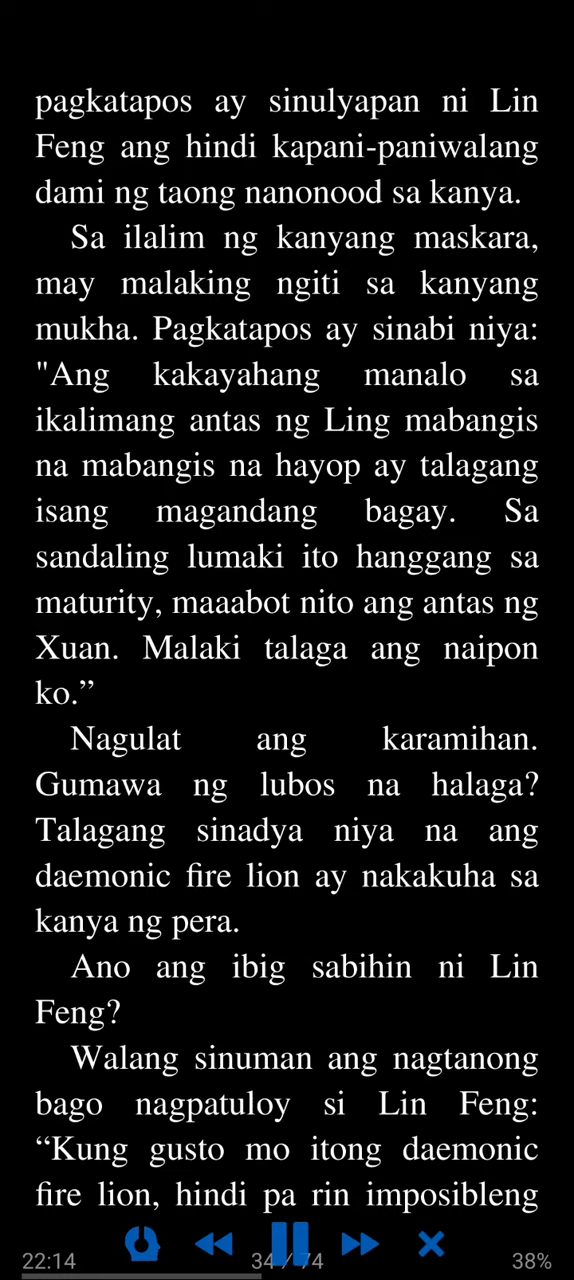 pagkatapos ay sinulyapan ni Lin
Feng ang hindi kapani-paniwalang
dami ng taong nanonood sa kanya.
Sa ilalim ng kanyang maskara,
may malaking ngiti sa kanyang
mukha. Pagkatapos ay sinabi niya:
"Ang kakayahang manalo sa
ikalimang antas ng Ling mabangis
na mabangis na hayop ay talagang
isang magandang bagay. Sa
sandaling lumaki ito hanggang sa
maturity, maaabot nito ang antas ng
Xuan. Malaki talaga ang naipon
ko.”
Nagulat ang karamihan.
Gumawa ng lubos na halaga?
Talagang sinadya niya na ang
daemonic fire lion ay nakakuha sa
kanya ng pera.
Ano ang ibig sabihin ni Lin
Feng?
Walang sinuman ang nagtanong
bago nagpatuloy si Lin Feng:
“Kung gusto mo itong daemonic
fire lion, hindi pa rin imposibleng
22:14 34 / 74 38%